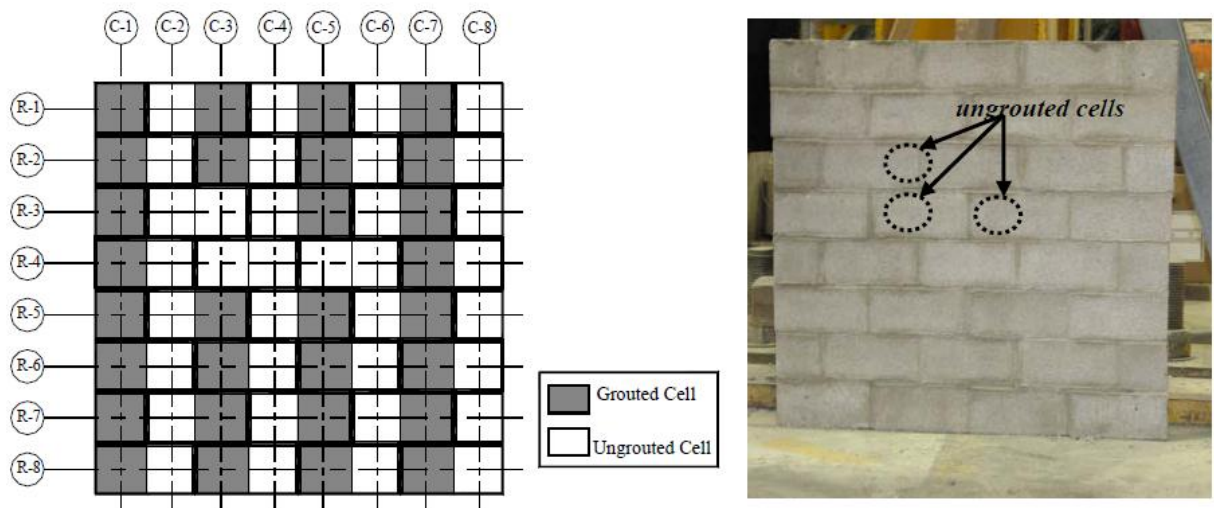 C-1 C-2 C-3 C-4 C-5 C-6 C-7 C-8
R-1
R-2
R-3
R-4
R-5
R-6
R-7
R-8
Grouted Cell
Ungrouted Cell
ungrouted cells